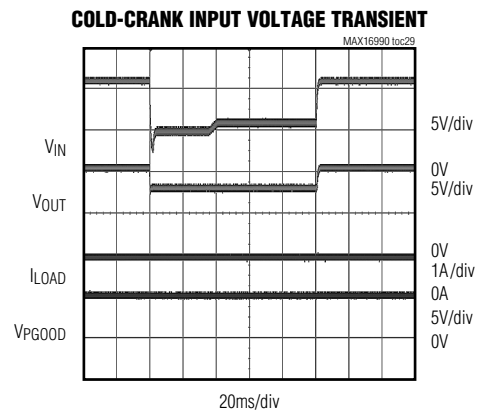 COLD-CRANK INPUT VOLTAGE TRANSIENT
MAX16990 toc29
VIN
5V/div
0V
VOUT
5V/div
0V
ILOAD
1A/div
0A
VPGOOD
5V/div
0V
20ms/div